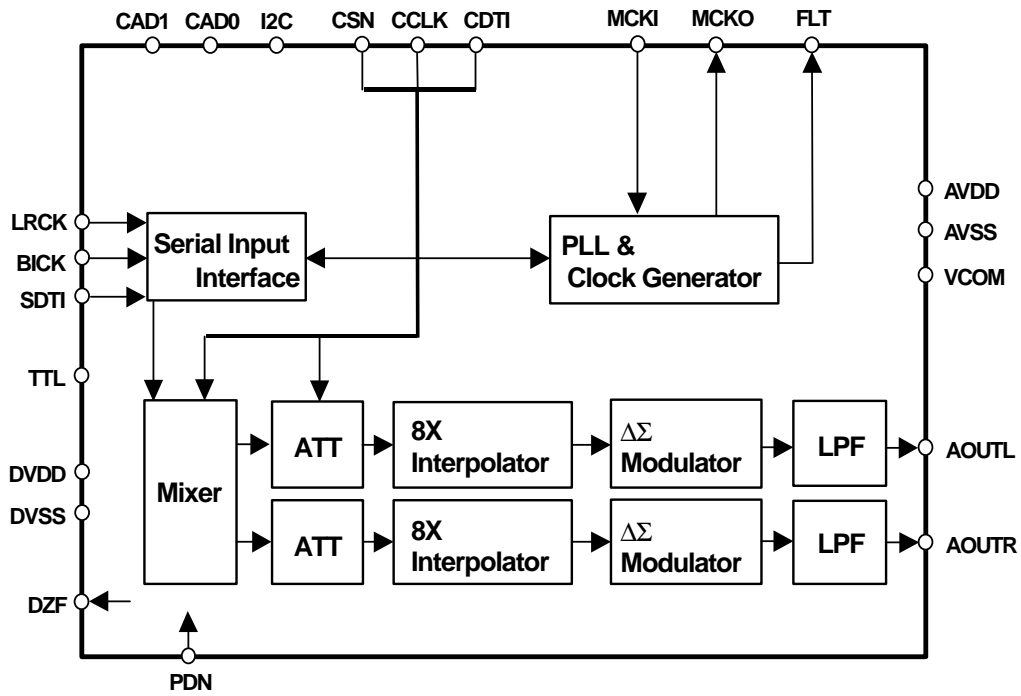 CAD1 CAD0 I2C CSN CCLK CDTI MCKI MCKO FLT
LRCK
BICK
SDTI
TTL
DVDD
DVSS
DZF
PDN
Serial Input
Interface
PLL &
Clock Generator
AVDD
AVSS
VCOM
Mixer
ATT
8X
Interpolator
ΔΣ
Modulator
LPF
AOUTL
ATT
8X
Interpolator
ΔΣ
Modulator
LPF
AOUTR